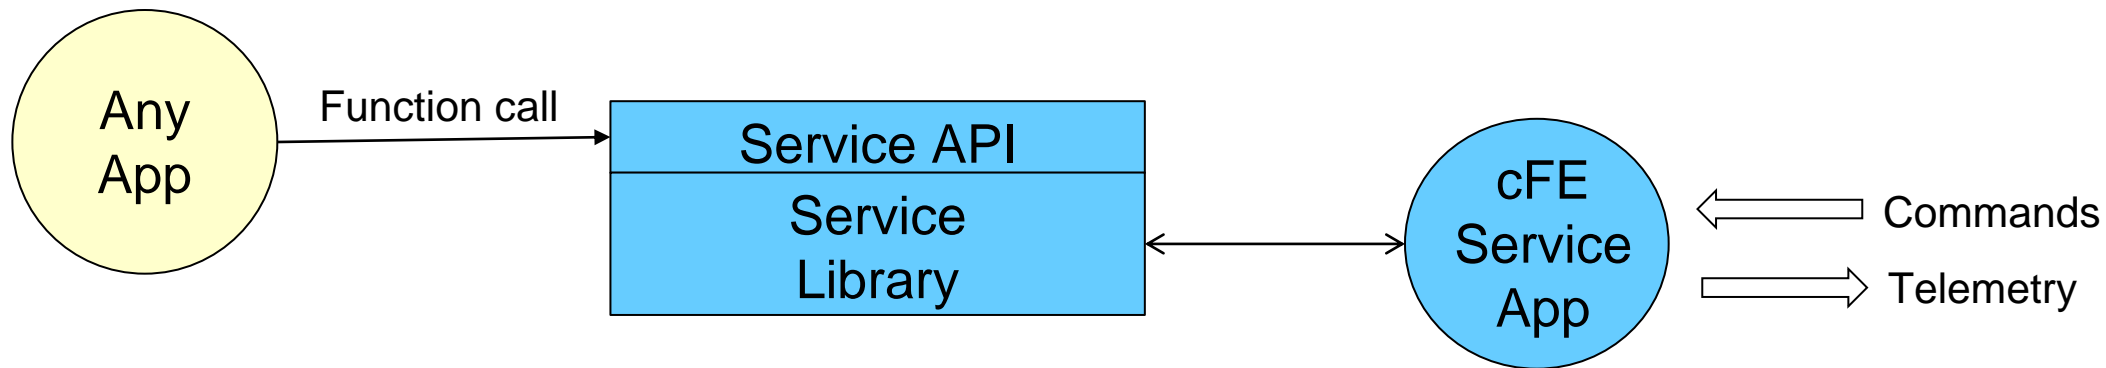 Any
App
Function call
Service API
Service
Library
cFE
Service
App
Commands
Telemetry